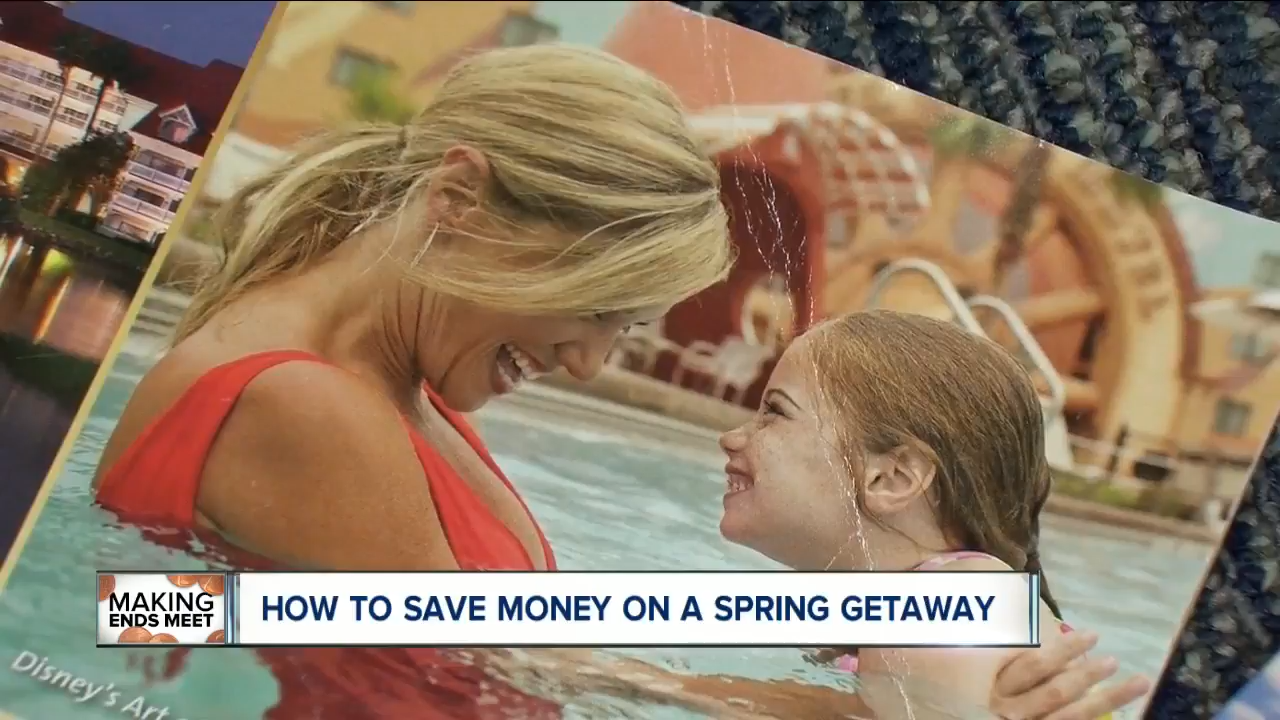 MAKING
ENDS MEET
HOW TO SAVE MONEY ON A SPRING GETAWAY
Disney's Art